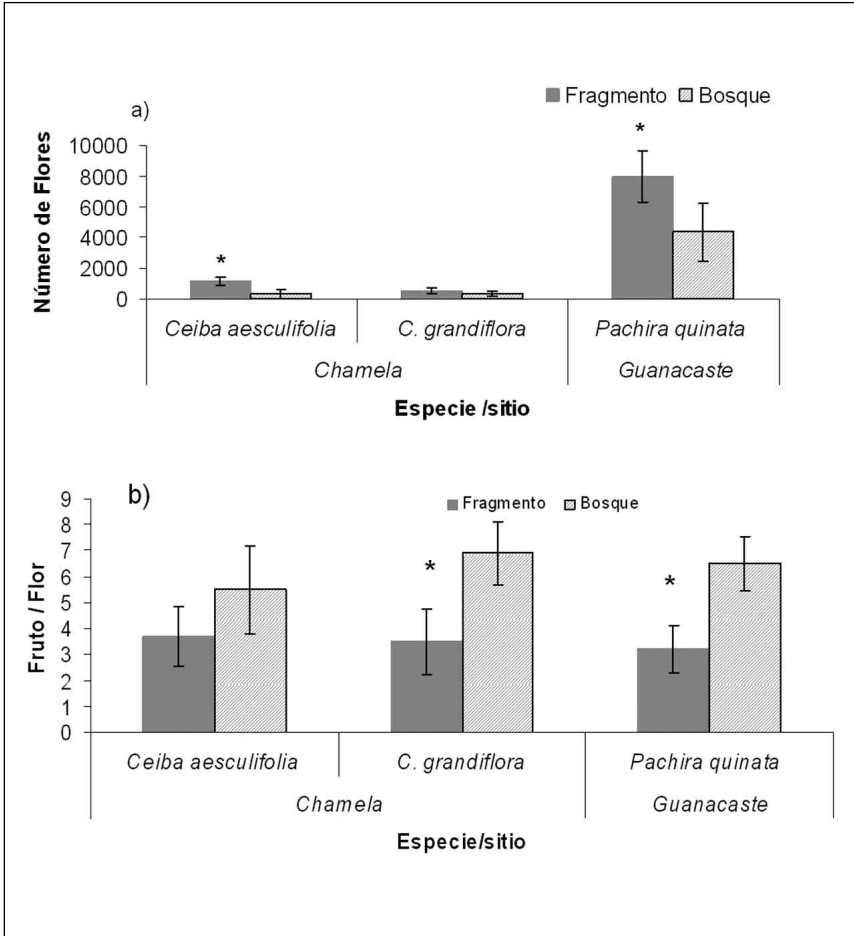 a)
Fragmento Bosque
Número de Flores
10000
8000
6000
4000
2000
0
*
*
Ceiba aesculifolia C. grandiflora Pachira quinata
Chamela Guanacaste
Especie /sitio
b)
Fragmento Bosque
Fruto / Flor
9
8
7
6
5
4
3
2
1
0
*
*
Ceiba aesculifolia C. grandiflora Pachira quinata
Chamela Guanacaste
Especie/sitio